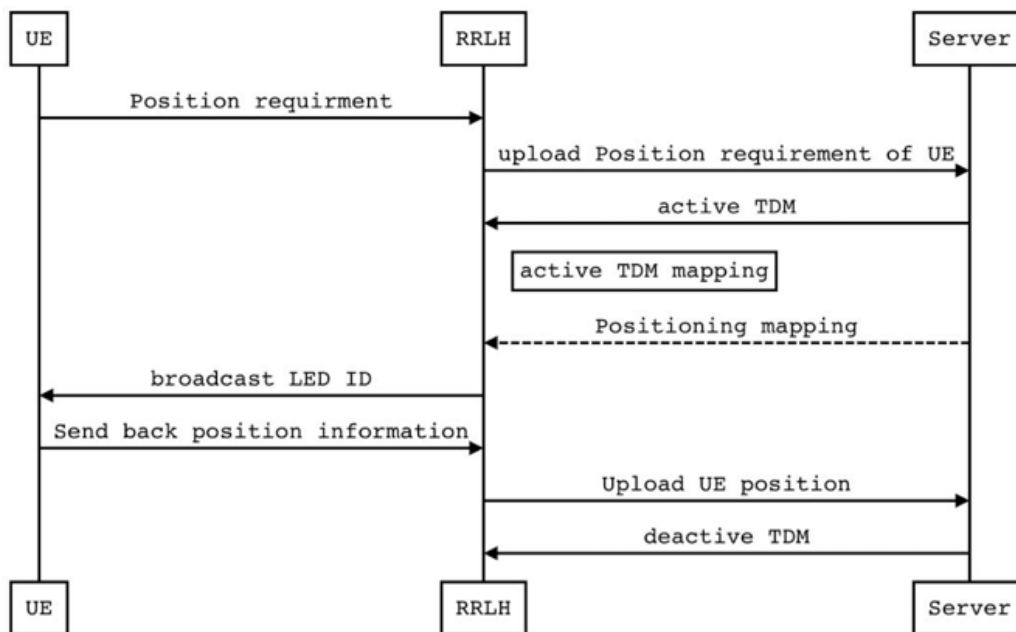 UE RRLH Server
Position requirment
upload Position requirement of UE
active TDM
active TDM mapping
Positioning mapping
broadcast LED ID
Send back position information
Upload UE position
deactive TDM
UE RRLH Server